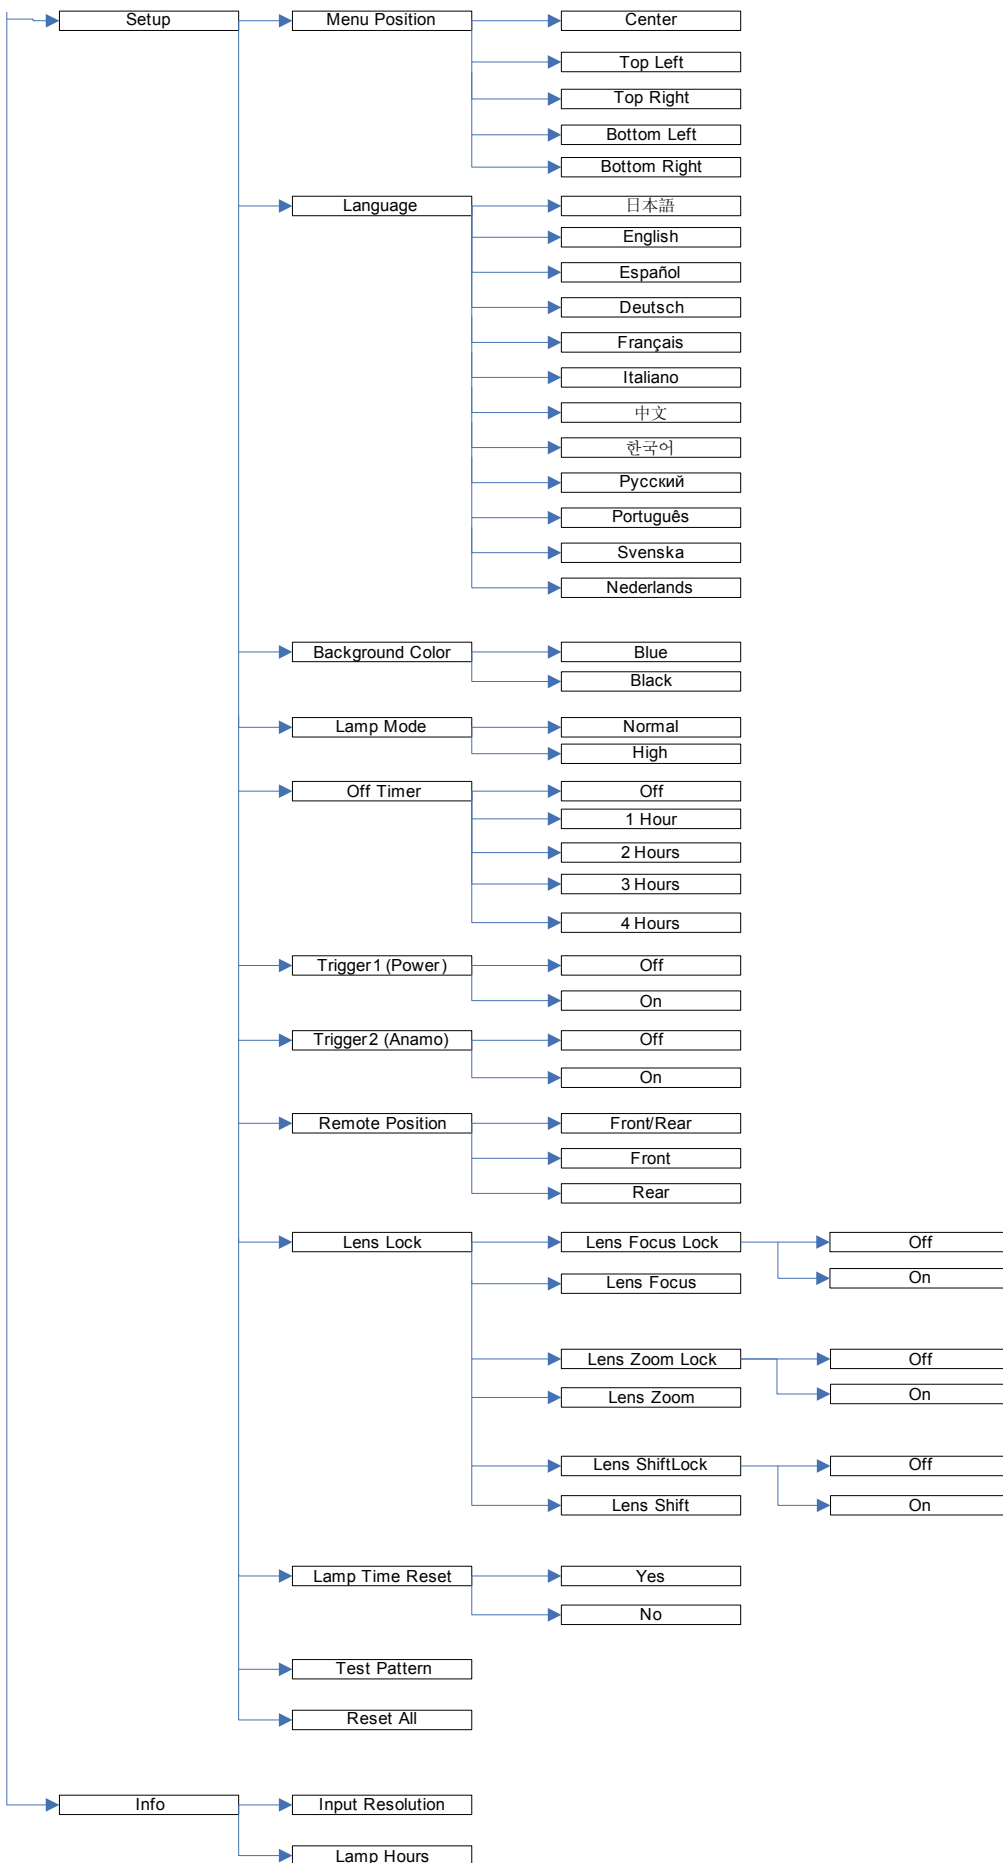 Setup
Menu Position
Center
Top Left
Top Right
Bottom Left
Bottom Right
Language
日本語
English
Español
Deutsch
Français
Italiano
中文
한국어
Русский
Português
Svenska
Nederlands
Background Color
Blue
Black
Lamp Mode
Normal
High
Off Timer
Off
1 Hour
2 Hours
3 Hours
4 Hours
Trigger1 (Power)
Off
On
Trigger2 (Anamo)
Off
On
Remote Position
Front/Rear
Front
Rear
Lens Lock
Lens Focus Lock
Off
On
Lens Focus
Lens Zoom Lock
Off
On
Lens Zoom
Lens ShiftLock
Off
On
Lens Shift
Lamp Time Reset
Yes
No
Test Pattern
Reset All
Info
Input Resolution
Lamp Hours